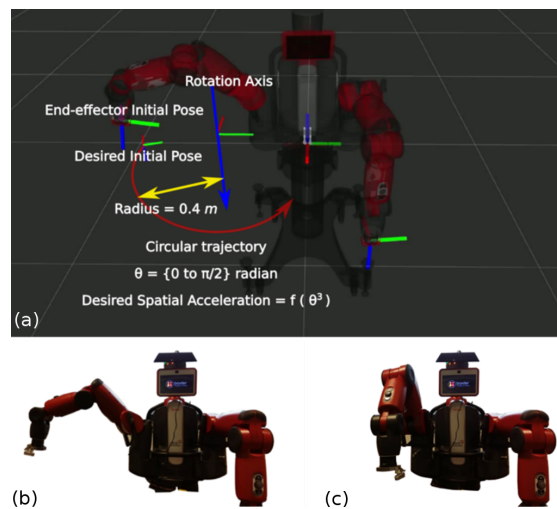 Rotation Axis
End-effector Initial Pose
Desired Initial Pose
Radius = 0.4 m
Circular trajectory
θ = {0 to π/2} radian
Desired Spatial Acceleration = f ( θ³ )
(a)
(b)
(c)